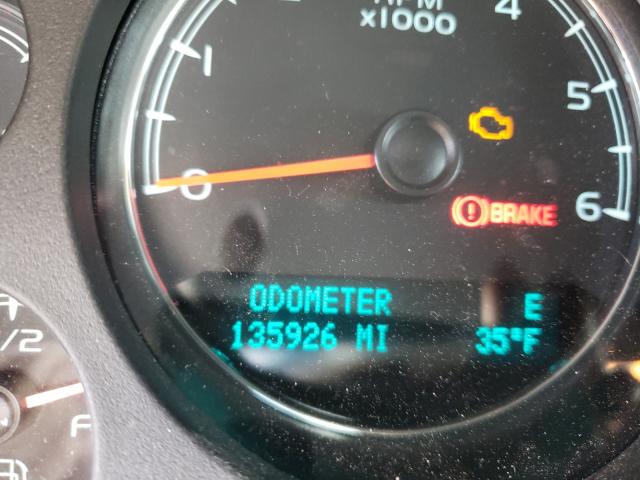 RPM
x1000
0
1
4
5
6
BRAKE
ODOMETER E
135926 MI 35°F
1/2
F